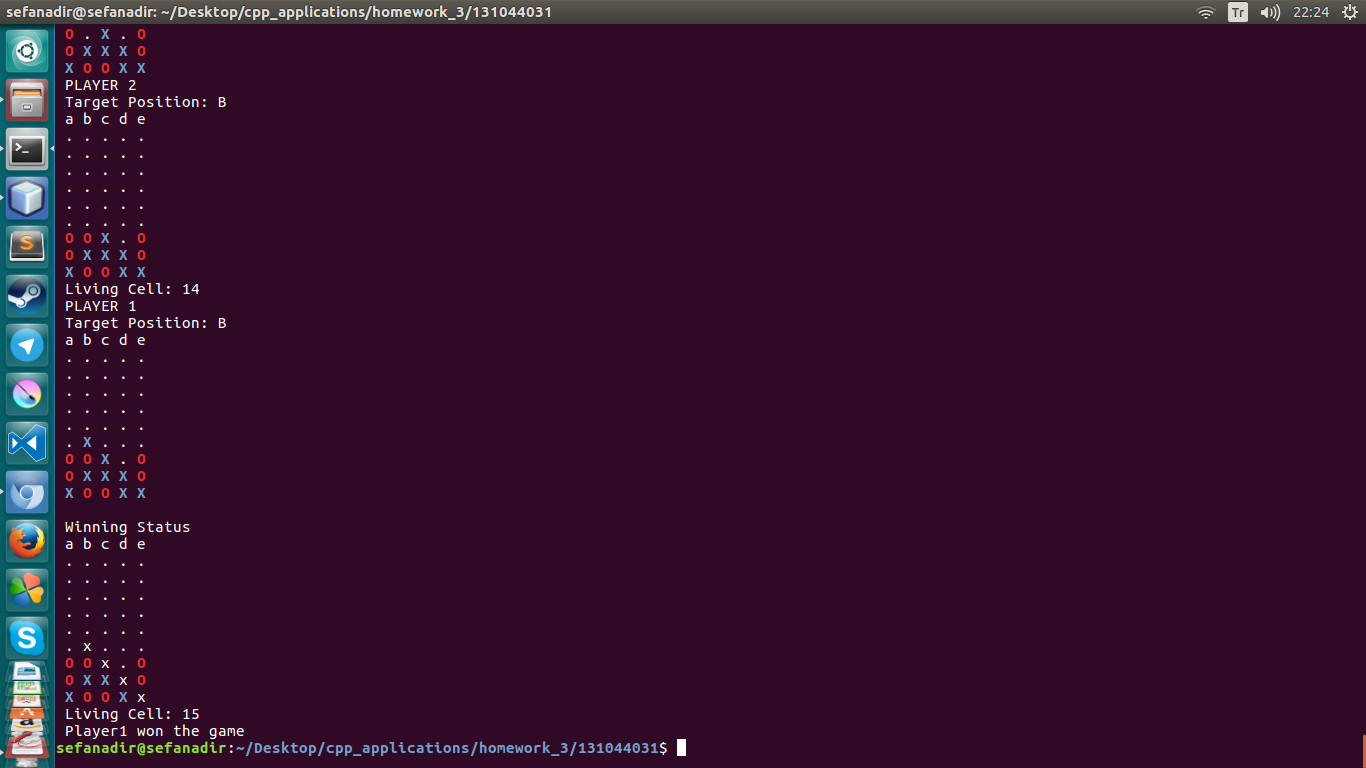 sefanadir@sefanadir: ~/Desktop/cpp_applications/homework_3/131044031 Tr 22:24
O . X . O
O X X X O
X O O X X
PLAYER 2
Target Position: B
a b c d e
. . . . .
. . . . .
. . . . .
. . . . .
. . . . .
. . . . .
O O X . O
O X X X O
X O O X X
Living Cell: 14
PLAYER 1
Target Position: B
a b c d e
. . . . .
. . . . .
. . . . .
. . . . .
. . . . .
. X . . .
O O X . O
O X X X O
X O O X X
Winning Status
a b c d e
. . . . .
. . . . .
. . . . .
. . . . .
. . . . .
. x . . .
O O x . O
O X X x O
X O O X x
Living Cell: 15
Player1 won the game
sefanadir@sefanadir:~/Desktop/cpp_applications/homework_3/131044031$